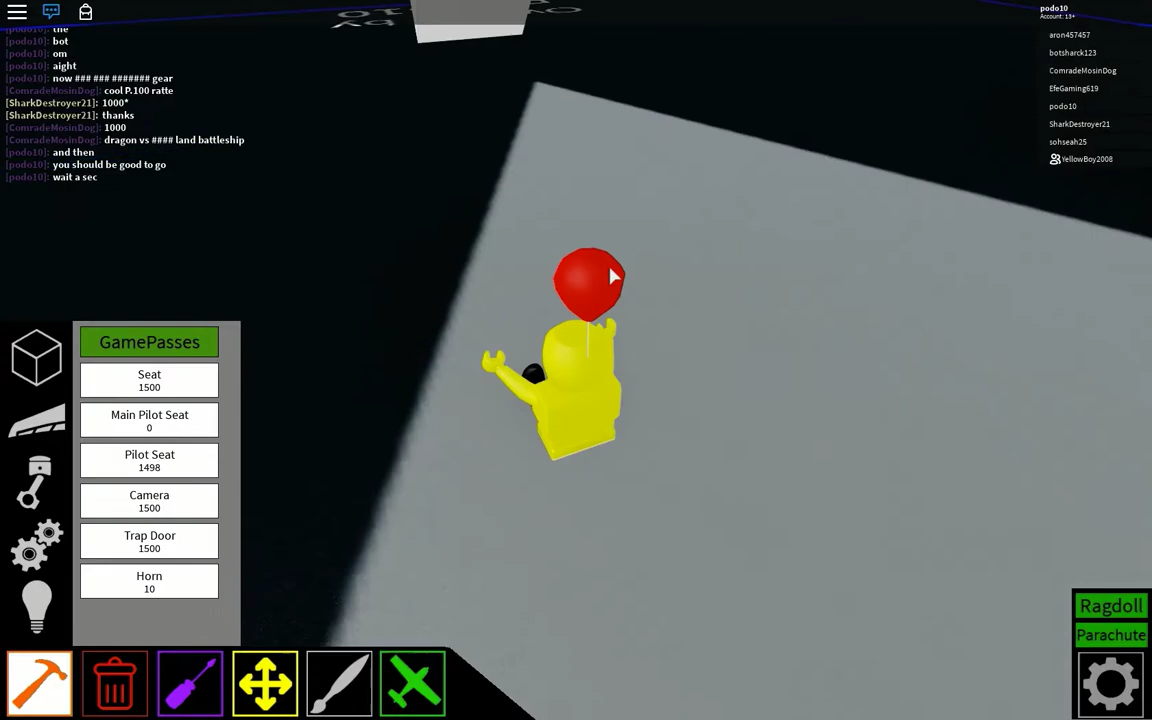 [podo10]: the
[podo10]: bot
[podo10]: om
[podo10]: aight
[podo10]: now ### ### ####### gear
[ComradeMosinDog]: cool P.100 ratte
[SharkDestroyer21]: 1000*
[SharkDestroyer21]: thanks
[ComradeMosinDog]: 1000
[ComradeMosinDog]: dragon vs #### land battleship
[podo10]: and then
[podo10]: you should be good to go
[podo10]: wait a sec
podo10
Account: 13+
aron457457
botsharck123
ComradeMosinDog
EfeGaming619
podo10
SharkDestroyer21
sohseah25
YellowBoy2008
GamePasses
Seat
1500
Main Pilot Seat
0
Pilot Seat
1498
Camera
1500
Trap Door
1500
Horn
10
Ragdoll
Parachute